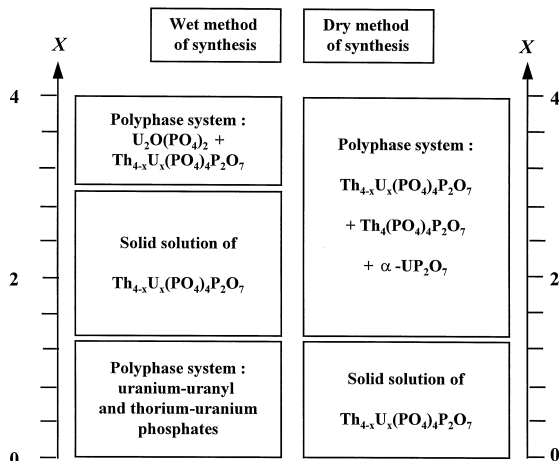 Wet method
of synthesis
Dry method
of synthesis
X
X
4
2
0
Polyphase system :
U₂O(PO₄)₂ +
Th₄₋ₓUₓ(PO₄)₄P₂O₇
Solid solution of
Th₄₋ₓUₓ(PO₄)₄P₂O₇
Polyphase system :
uranium-uranyl
and thorium-uranium
phosphates
Polyphase system :
Th₄₋ₓUₓ(PO₄)₄P₂O₇
+ Th₄(PO₄)₄P₂O₇
+ α -UP₂O₇
Solid solution of
Th₄₋ₓUₓ(PO₄)₄P₂O₇
4
2
0